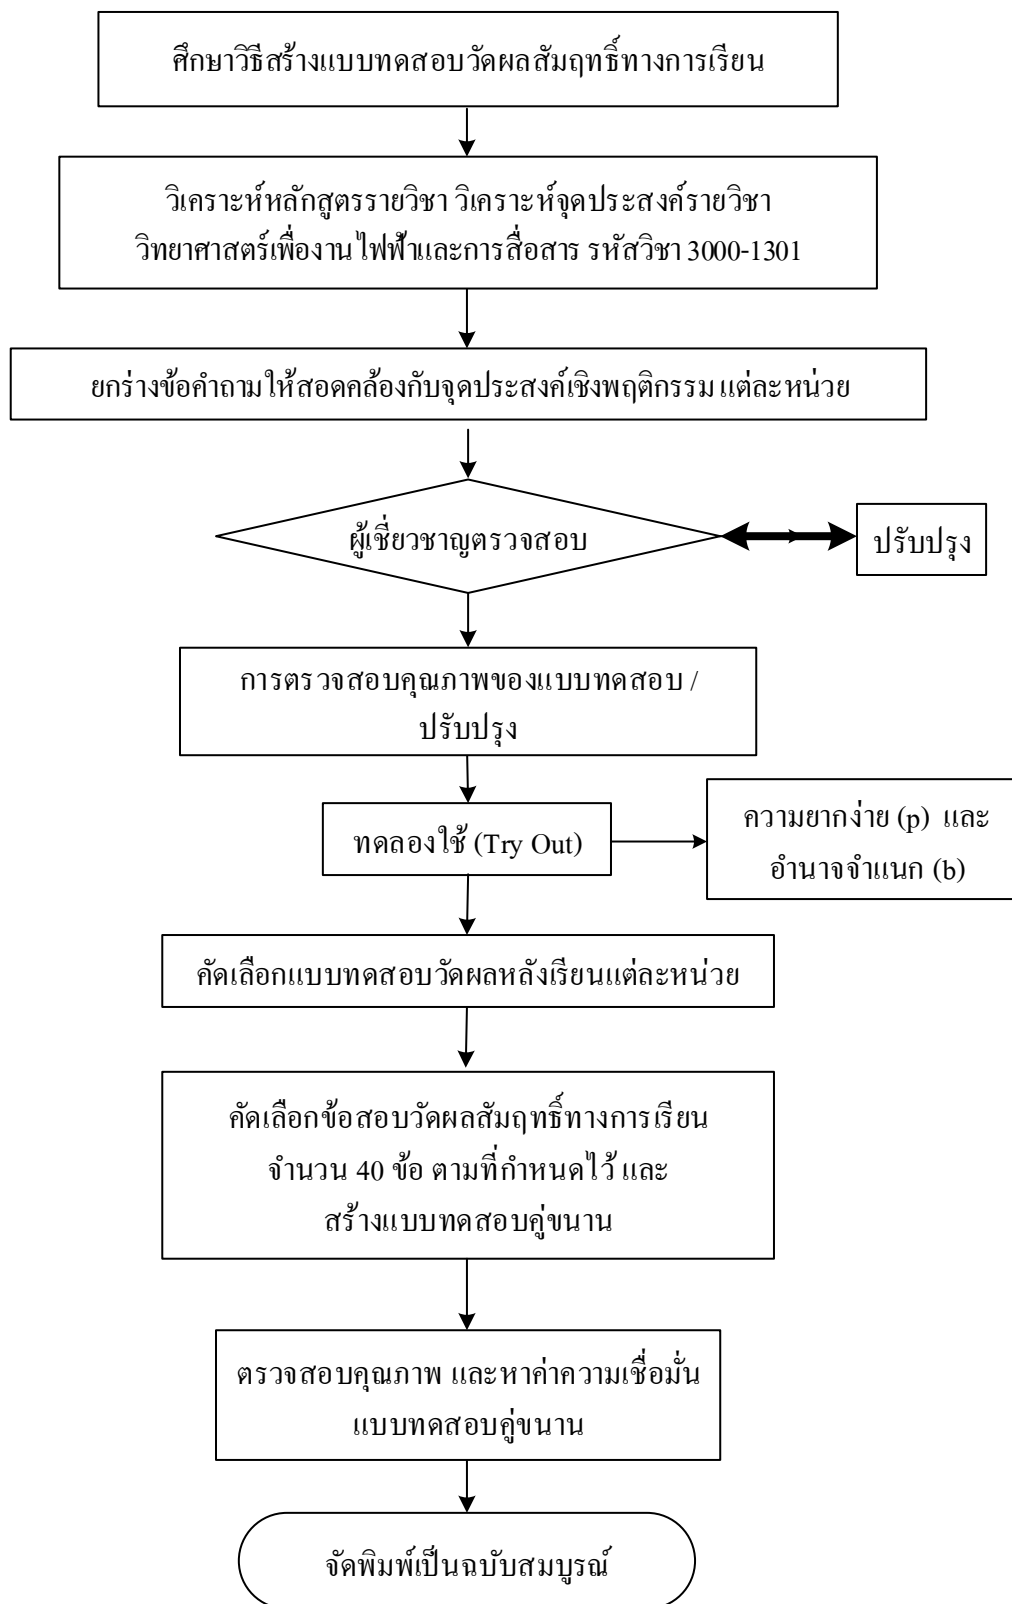 ศึกษาวิธีสร้างแบบทดสอบวัดผลสัมฤทธิ์ทางการเรียน
วิเคราะห์หลักสูตรรายวิชา วิเคราะห์จุดประสงค์รายวิชา
วิทยาศาสตร์เพื่องานไฟฟ้าและการสื่อสาร รหัสวิชา 3000-1301
ยกร่างข้อคำถามให้สอดคล้องกับจุดประสงค์เชิงพฤติกรรม แต่ละหน่วย
ผู้เชี่ยวชาญตรวจสอบ
ปรับปรุง
การตรวจสอบคุณภาพของแบบทดสอบ /
ปรับปรุง
ทดลองใช้ (Try Out)
ความยากง่าย (p) และ
อำนาจจำแนก (b)
คัดเลือกแบบทดสอบวัดผลหลังเรียนแต่ละหน่วย
คัดเลือกข้อสอบวัดผลสัมฤทธิ์ทางการเรียน
จำนวน 40 ข้อ ตามที่กำหนดไว้ และ
สร้างแบบทดสอบคู่ขนาน
ตรวจสอบคุณภาพ และหาค่าความเชื่อมั่น
แบบทดสอบคู่ขนาน
จัดพิมพ์เป็นฉบับสมบูรณ์